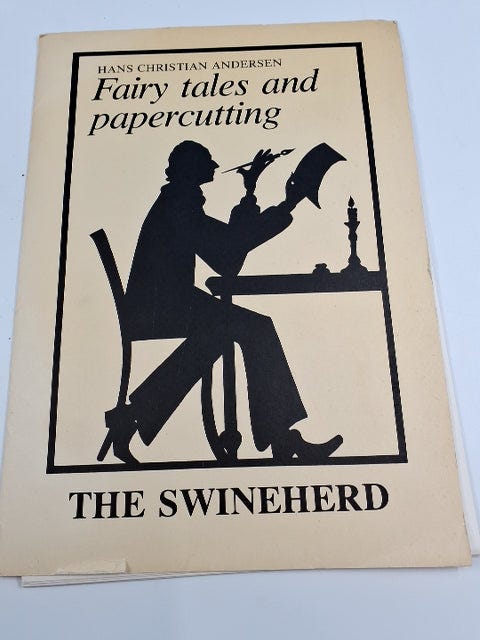 HANS CHRISTIAN ANDERSEN
Fairy tales and
papercutting
THE SWINEHERD